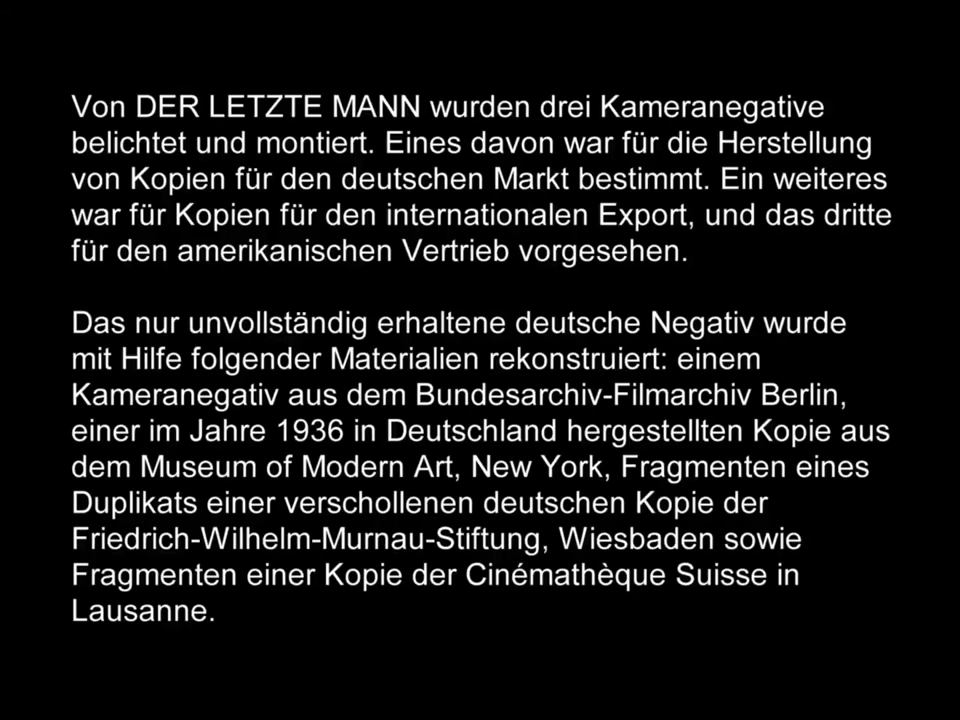 Von DER LETZTE MANN wurden drei Kameranegative
belichtet und montiert. Eines davon war für die Herstellung
von Kopien für den deutschen Markt bestimmt. Ein weiteres
war für Kopien für den internationalen Export, und das dritte
für den amerikanischen Vertrieb vorgesehen.
Das nur unvollständig erhaltene deutsche Negativ wurde
mit Hilfe folgender Materialien rekonstruiert: einem
Kameranegativ aus dem Bundesarchiv-Filmarchiv Berlin,
einer im Jahre 1936 in Deutschland hergestellten Kopie aus
dem Museum of Modern Art, New York, Fragmenten eines
Duplikats einer verschollenen deutschen Kopie der
Friedrich-Wilhelm-Murnau-Stiftung, Wiesbaden sowie
Fragmenten einer Kopie der Cinémathèque Suisse in
Lausanne.